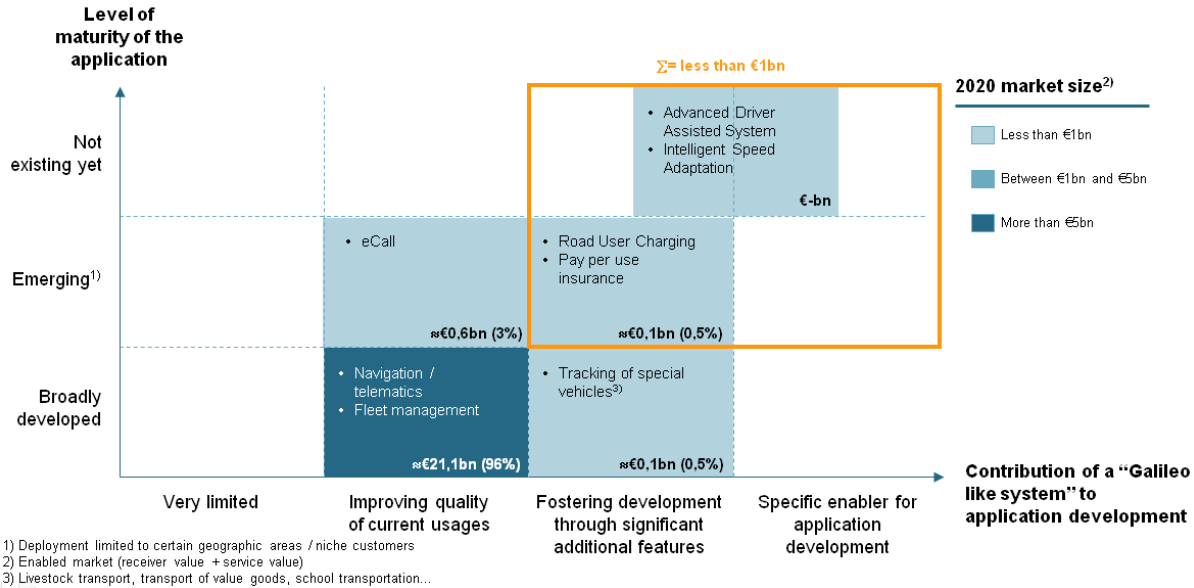 Level of
maturity of the
application
Σ= less than €1bn
2020 market size2)
Less than €1bn
Between €1bn and €5bn
More than €5bn
Not
existing yet
• Advanced Driver
Assisted System
• Intelligent Speed
Adaptation
€-bn
Emerging1)
• eCall
≈€0,6bn (3%)
• Road User Charging
• Pay per use
insurance
≈€0,1bn (0,5%)
Broadly
developed
• Navigation /
telematics
• Fleet management
≈€21,1bn (96%)
• Tracking of special
vehicles3)
≈€0,1bn (0,5%)
Very limited
Improving quality
of current usages
Fostering development
through significant
additional features
Specific enabler for
application
development
Contribution of a “Galileo
like system” to
application development
1) Deployment limited to certain geographic areas / niche customers
2) Enabled market (receiver value + service value)
3) Livestock transport, transport of value goods, school transportation...